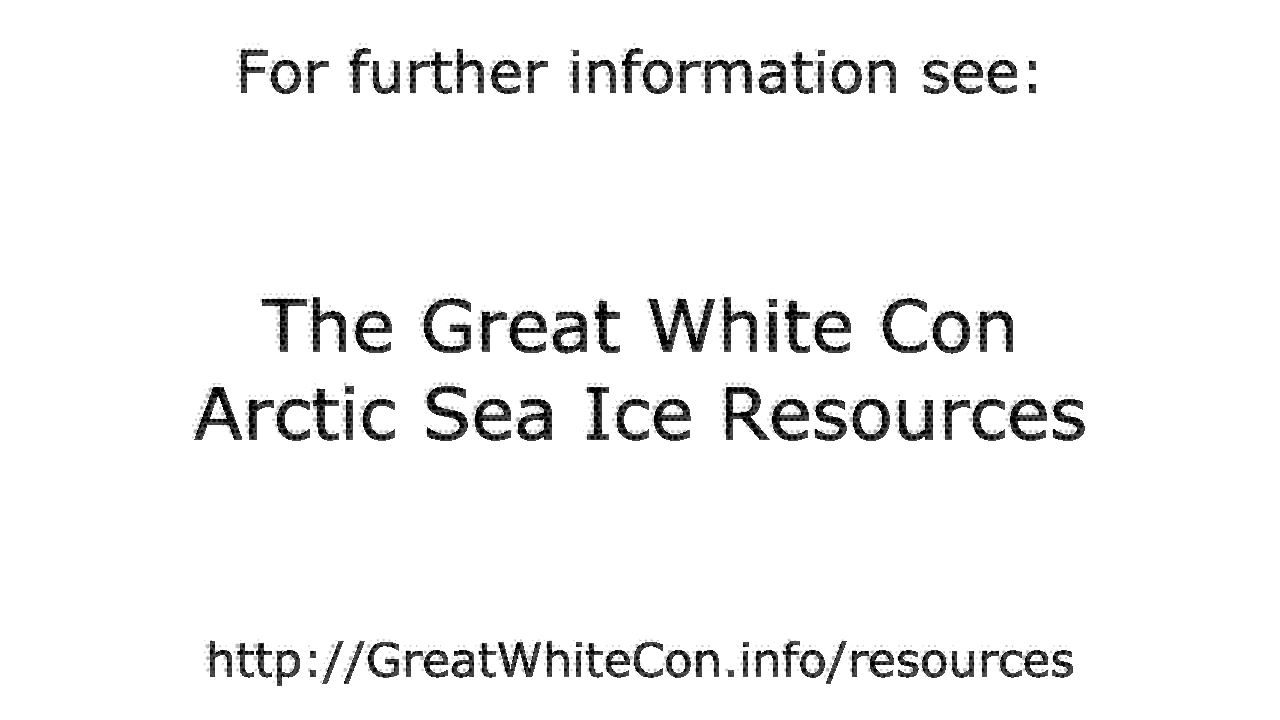 For further information see:
The Great White Con
Arctic Sea Ice Resources
http://GreatWhiteCon.info/resources